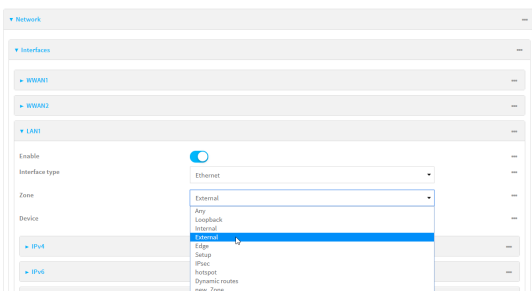 Network
Interfaces
WWAN1
WWAN2
LAN1
Enable
Interface type
Ethernet
Zone
External
Any
Loopback
Internal
External
Edge
Setup
IPsec
hotspot
Dynamic routes
new_Zone
Device
IPv4
IPv6